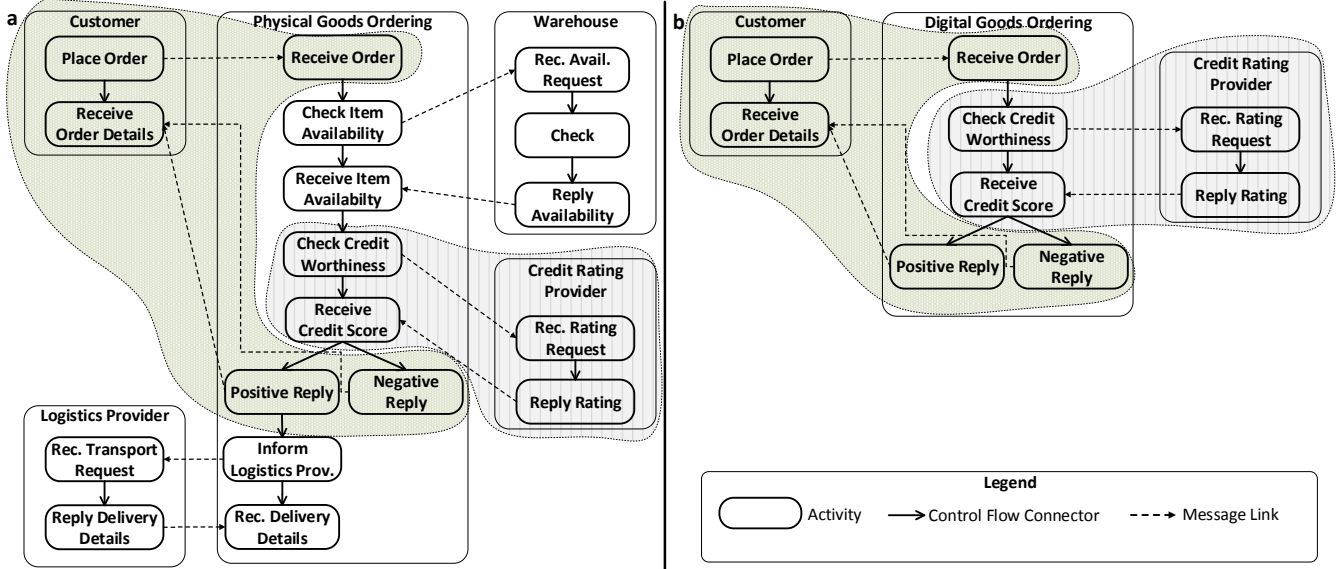 a
Customer
Place Order
Receive
Order Details
Physical Goods Ordering
Receive Order
Check Item
Availability
Receive Item
Availabilty
Check Credit
Worthiness
Receive
Credit Score
Positive Reply
Negative
Reply
Inform
Logistics Prov.
Rec. Delivery
Details
Warehouse
Rec. Avail.
Request
Check
Reply
Availability
Credit Rating
Provider
Rec. Rating
Request
Reply Rating
Logistics Provider
Rec. Transport
Request
Reply Delivery
Details
b
Customer
Place Order
Receive
Order Details
Digital Goods Ordering
Receive Order
Check Credit
Worthiness
Receive
Credit Score
Positive Reply
Negative
Reply
Credit Rating
Provider
Rec. Rating
Request
Reply Rating
Legend
Activity
Control Flow Connector
Message Link